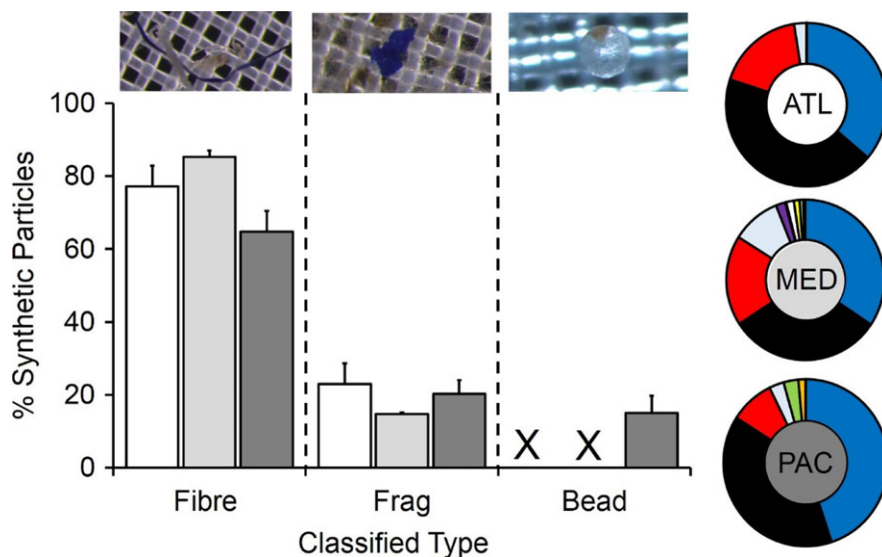 100
80
60
40
20
0
% Synthetic Particles
X X
Fibre Frag Bead
Classified Type
ATL
MED
PAC